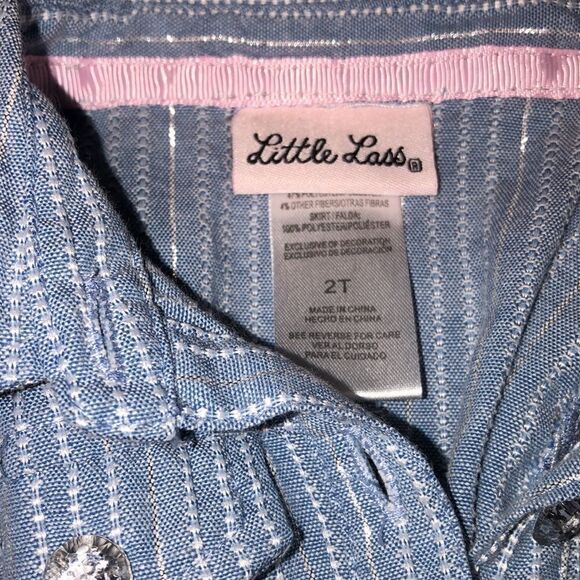 Little Lass ®
4% OTHER FIBERS/OTRAS FIBRAS
SKIRT/FALDA:
100% POLYESTER/POLIÉSTER
EXCLUSIVE OF DECORATION
EXCLUSIVO DE DECORACIÓN
2T
MADE IN CHINA
HECHO EN CHINA
SEE REVERSE FOR CARE
VER AL DORSO
PARA EL CUIDADO